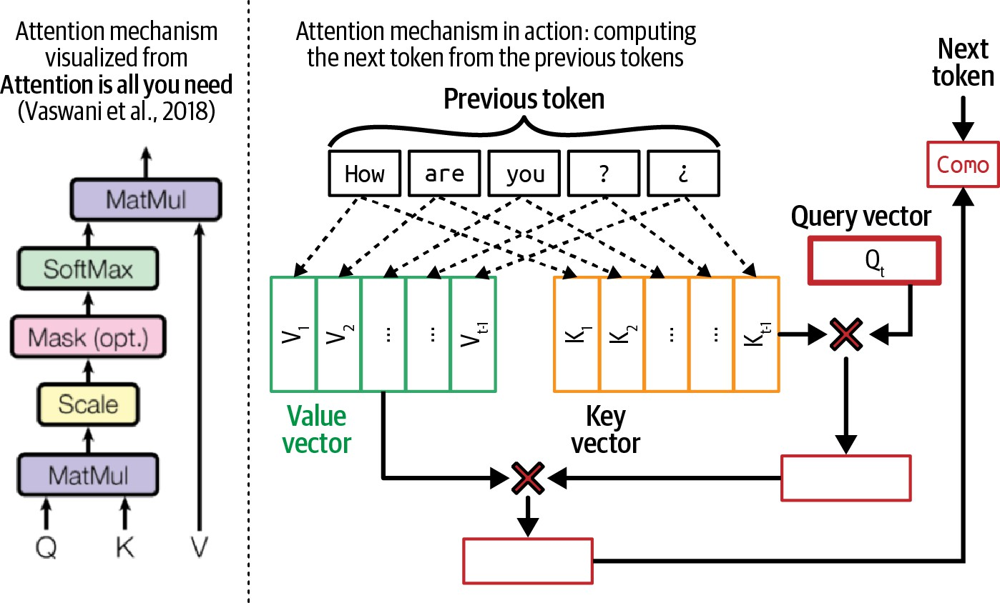 Attention mechanism
visualized from
Attention is all you need
(Vaswani et al., 2018)
MatMul
SoftMax
Mask (opt.)
Scale
MatMul
Q
K
V
Attention mechanism in action: computing
the next token from the previous tokens
Previous token
How
are
you
?
¿
Next
token
Como
Query vector
Qt
V1
V2
...
...
Vt-1
K1
K2
...
...
Kt-1
Value
vector
Key
vector